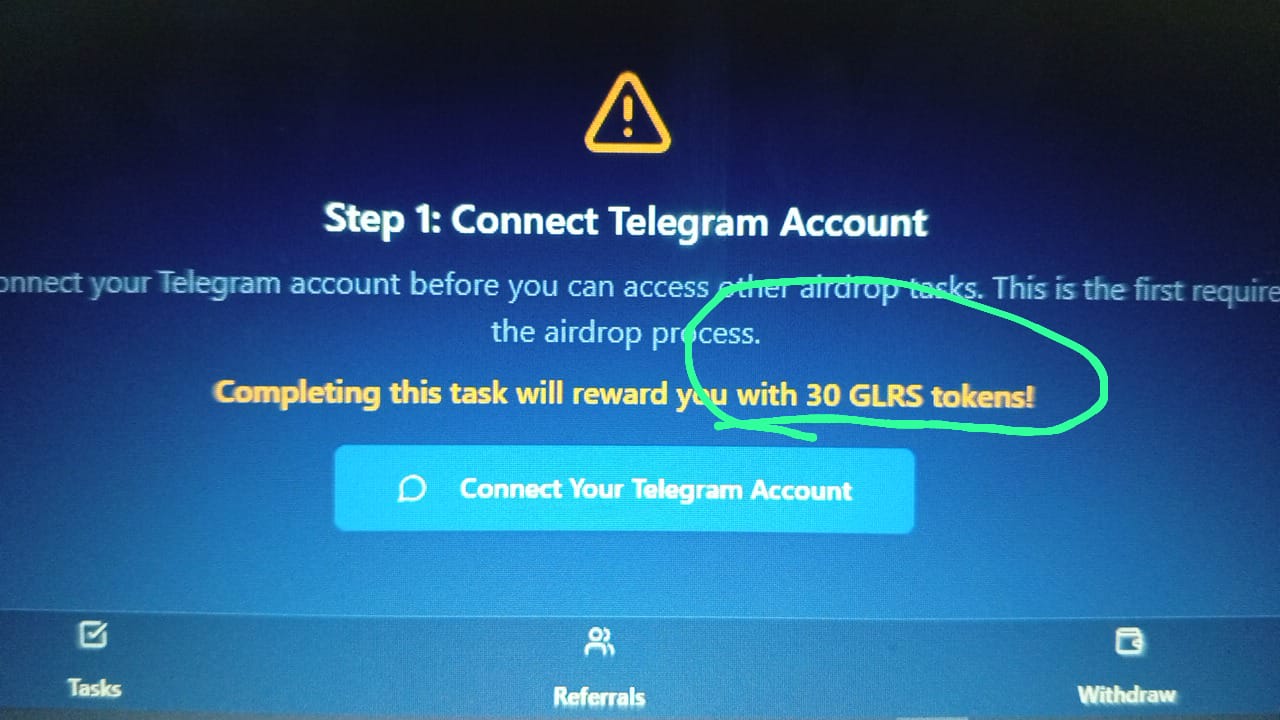 Step 1: Connect Telegram Account
onnect your Telegram account before you can access other airdrop tasks. This is the first require
the airdrop process.
Completing this task will reward you with 30 GLRS tokens!
Connect Your Telegram Account
Tasks
Referrals
Withdraw